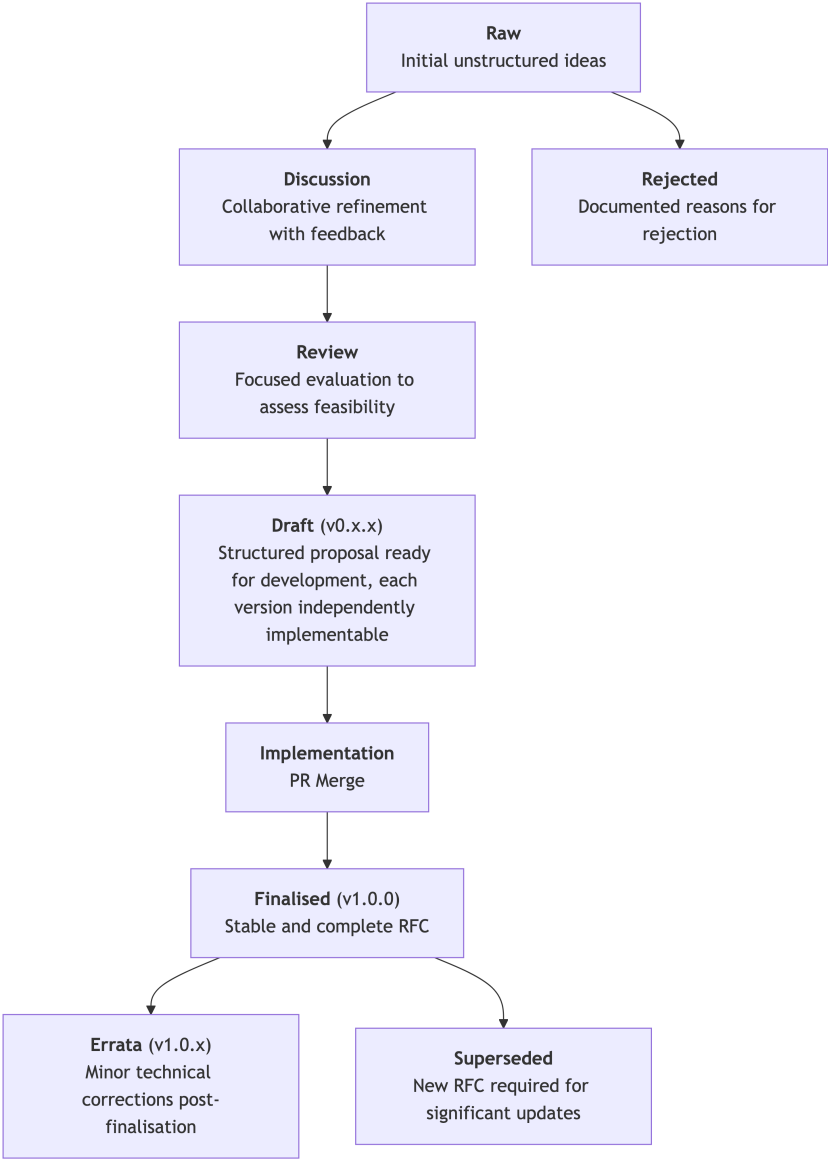 Raw
Initial unstructured ideas
Discussion
Collaborative refinement
with feedback
Rejected
Documented reasons for
rejection
Review
Focused evaluation to
assess feasibility
Draft (v0.x.x)
Structured proposal ready
for development, each
version independently
implementable
Implementation
PR Merge
Finalised (v1.0.0)
Stable and complete RFC
Errata (v1.0.x)
Minor technical
corrections post-
finalisation
Superseded
New RFC required for
significant updates